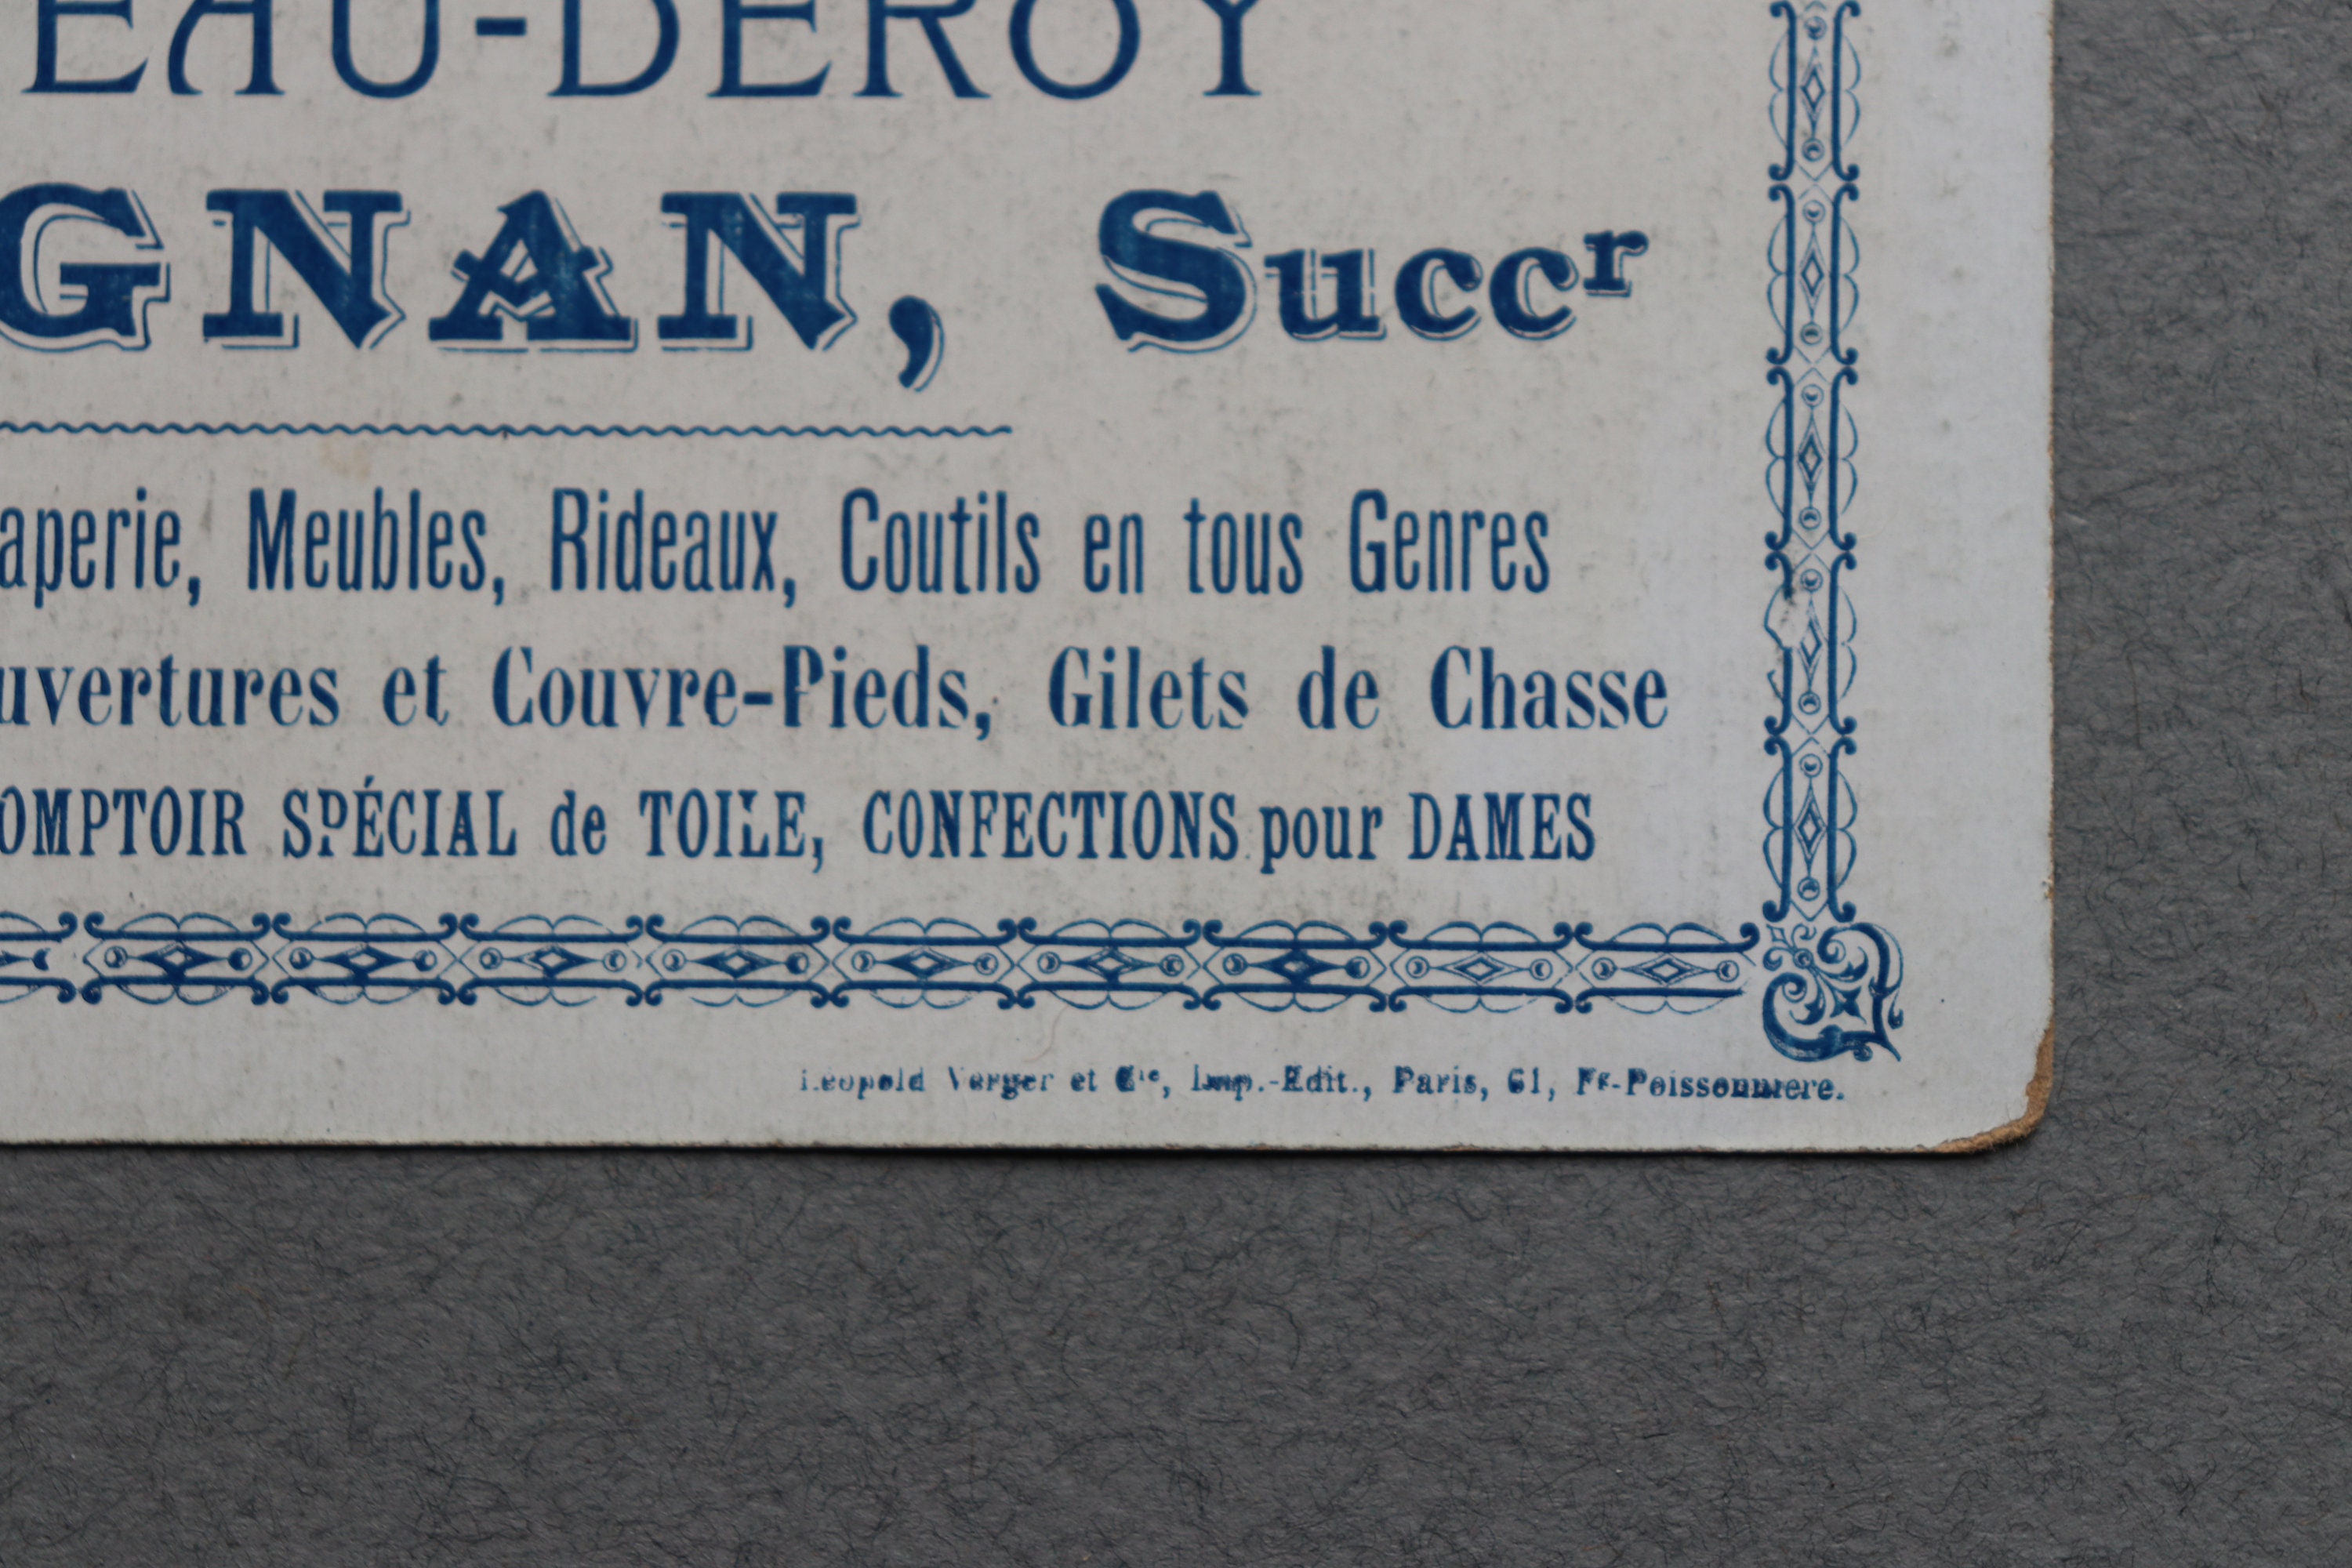 EAU-DEROY
GNAN, Succr
aperie, Meubles, Rideaux, Coutils en tous Genres
uvertures et Couvre-Pieds, Gilets de Chasse
OMPTOIR SPÉCIAL de TOILE, CONFECTIONS pour DAMES
Léopold Verger et Cie, Imp.-Edit., Paris, 61, Fg-Poissonnière.